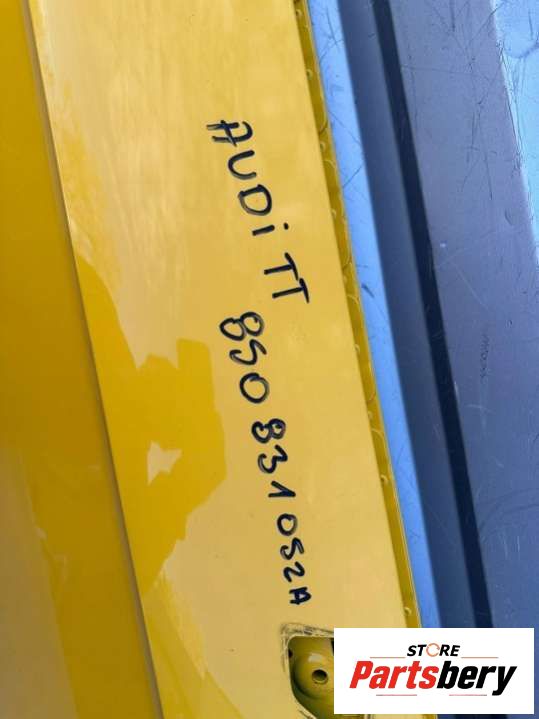 AUDi TT
8S0 831 052A
STORE
Partsbery